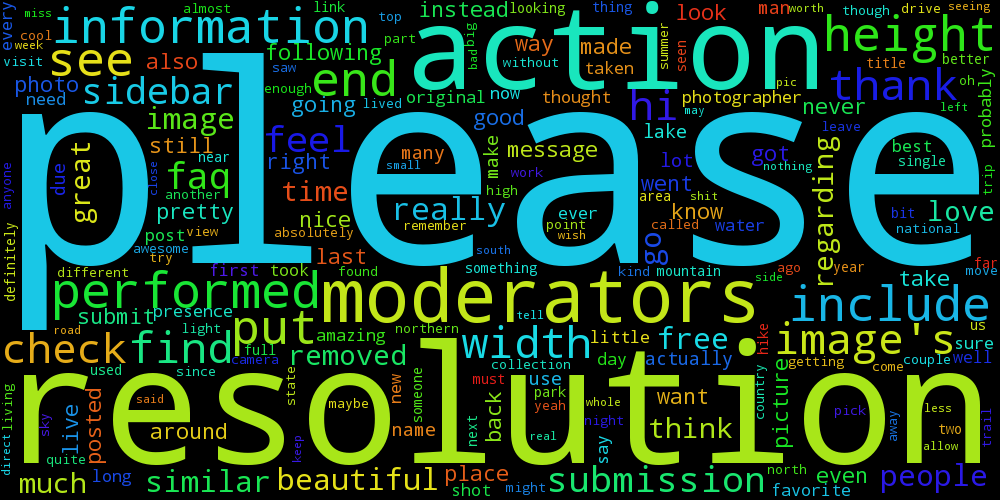 every
miss
cool
week
visit
almost
information
link
following
looking
top
part
instead
thing
look
man
worth
though
drive
seeing
see
also
saw
end
action
way
without
bad
big
made
taken
summer
seen
title
height
better
oh
photo
need
sidebar
enough
going
lived
original
now
thought
hi
photographer
pic
may
thank
never
left
probably
image
feel
good
lake
leave
please
anyone
due
great
still
near
close
faq
another
right
many
small
make
message
lot
got
nothing
best
single
regarding
trip
time
high
work
went
area
shit
know
called
water
bit
national
love
pretty
post
view
awesome
try
nice
absolutely
really
remember
ever
point
wish
go
definitely
different
first
took
last
found
south
something
kind
mountain
side
ago
year
far
take
move
performed
submit
presence
moderators
tell
include
us
road
check
find
light
put
amazing
northern
width
little
free
hike
image's
sure
used
since
full
camera
removed
collection
day
actually
getting
come
couple
well
resolution
direct
living
sky
live
posted
said
around
state
keep
maybe
new
name
someone
must
use
park
yeah
next
back
real
whole
night
say
want
think
country
picture
pick
away
less
two
allow
trail
quite
much
long
similar
beautiful
place
shot
might
submission
north
favorite
even
people